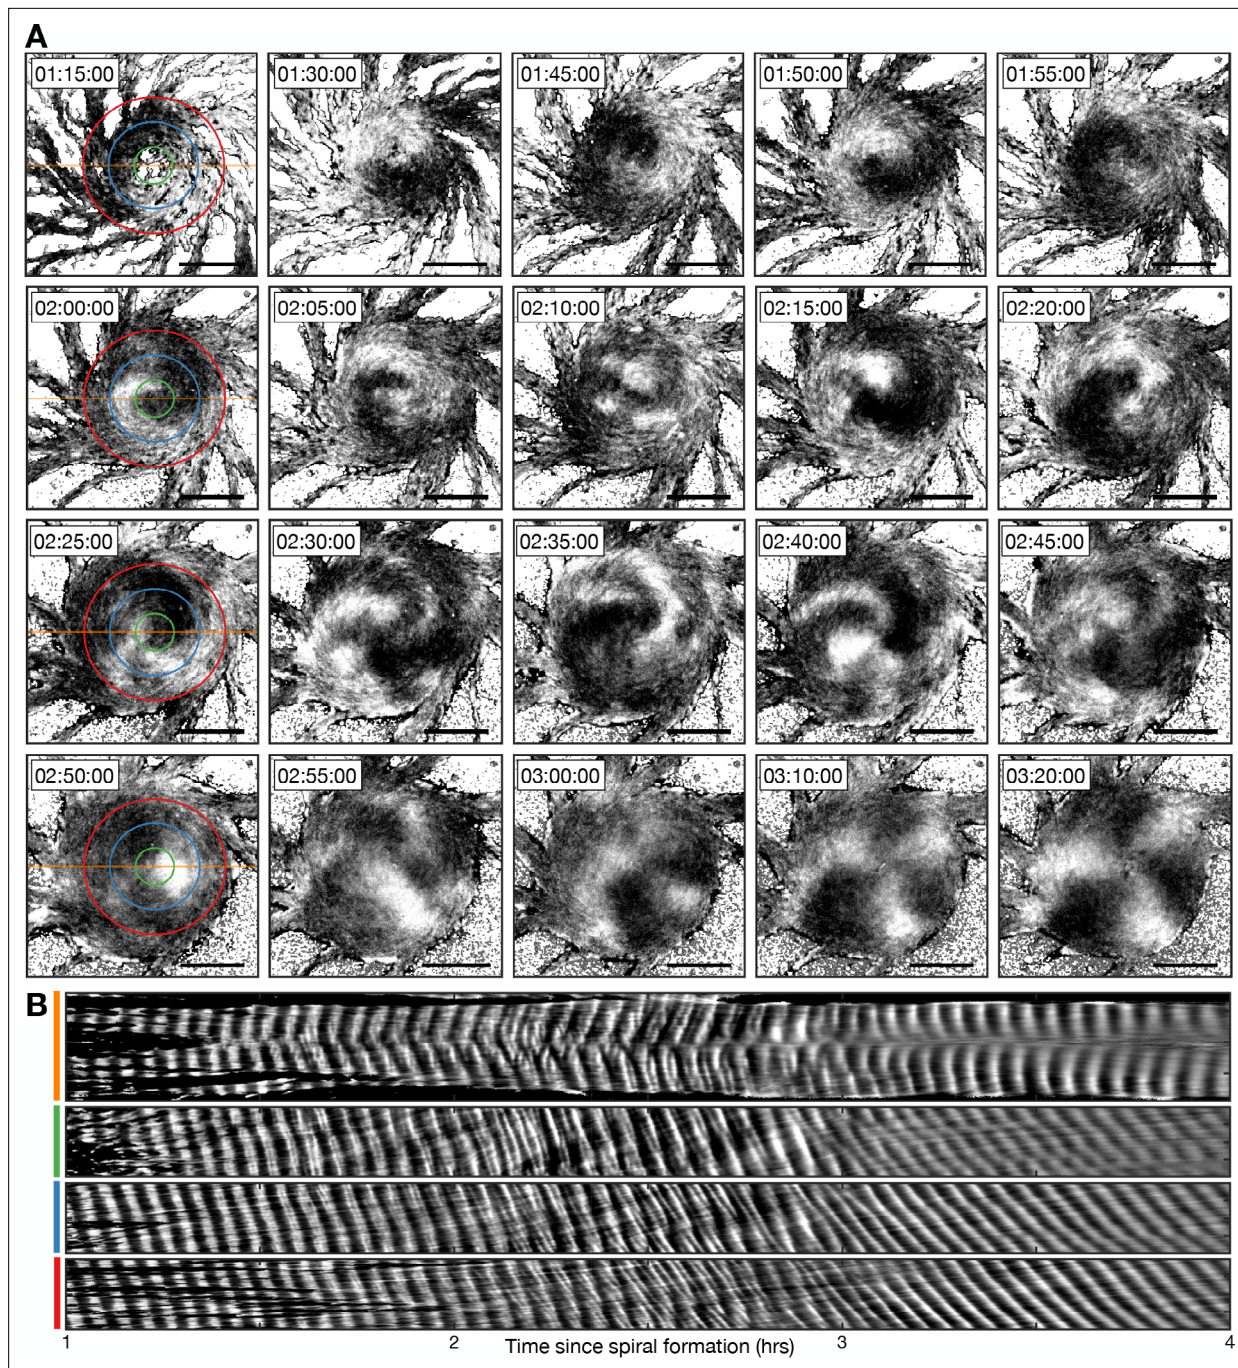 A
01:15:00 01:30:00 01:45:00 01:50:00 01:55:00
02:00:00 02:05:00 02:10:00 02:15:00 02:20:00
02:25:00 02:30:00 02:35:00 02:40:00 02:45:00
02:50:00 02:55:00 03:00:00 03:10:00 03:20:00
B
1 2 3 4
Time since spiral formation (hrs)